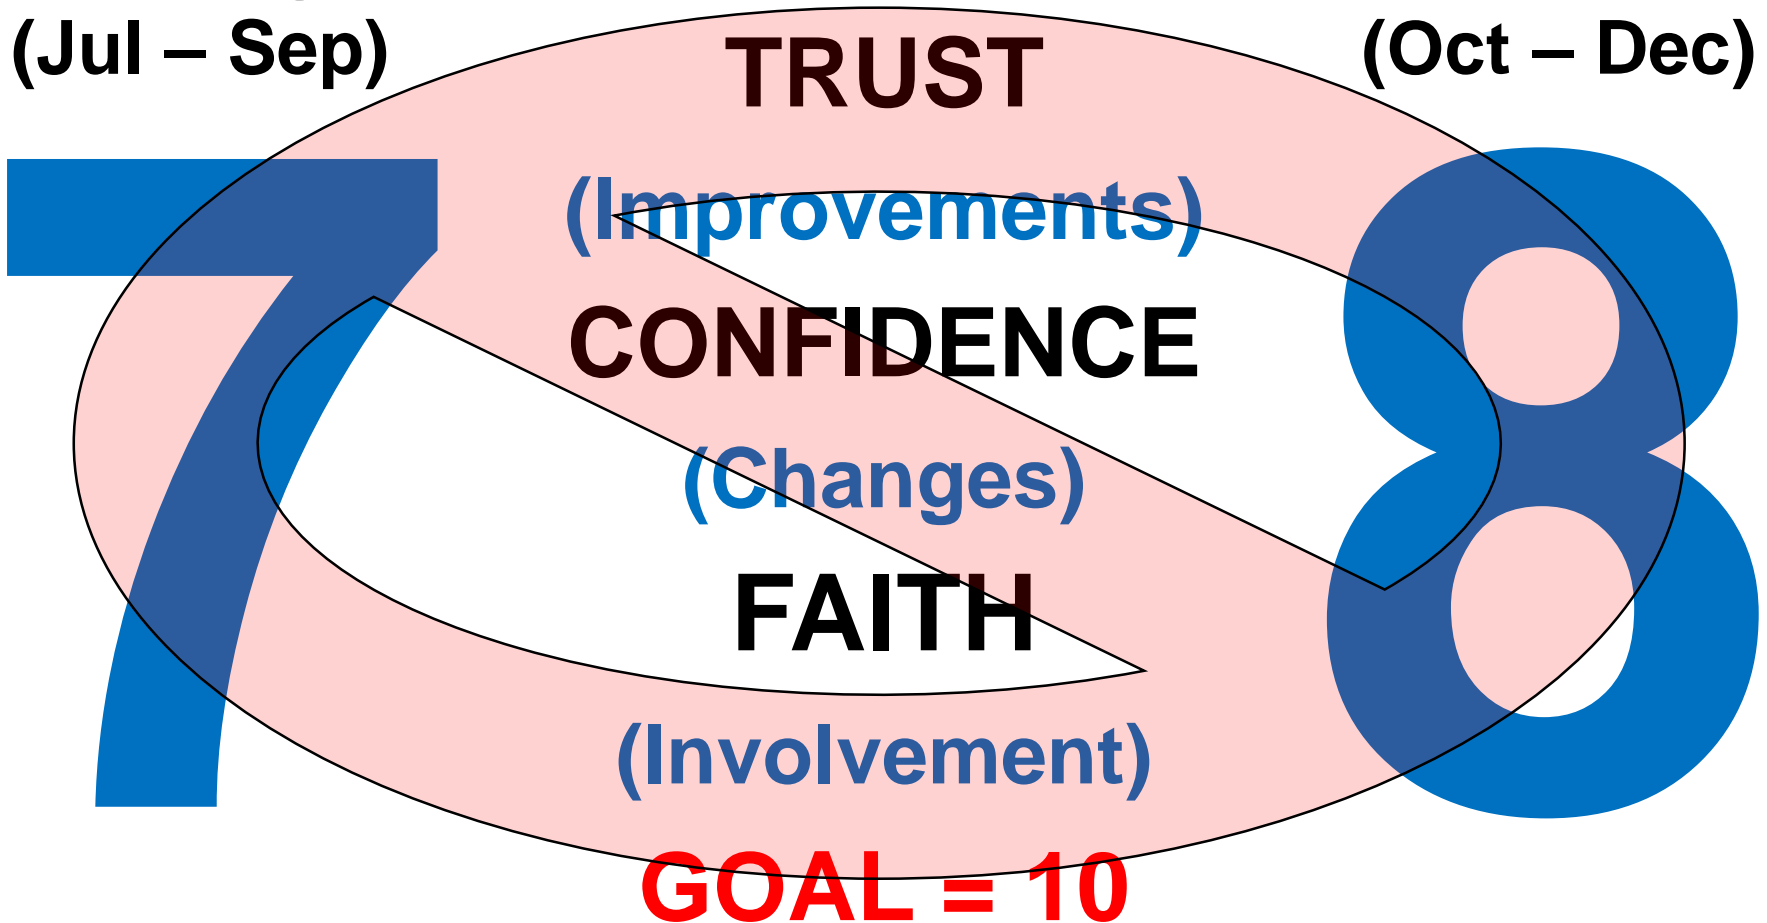 (Jul – Sep) TRUST (Oct – Dec)
7 (Improvements) 8
CONFIDENCE
(Changes)
FAITH
(Involvement)
GOAL = 10